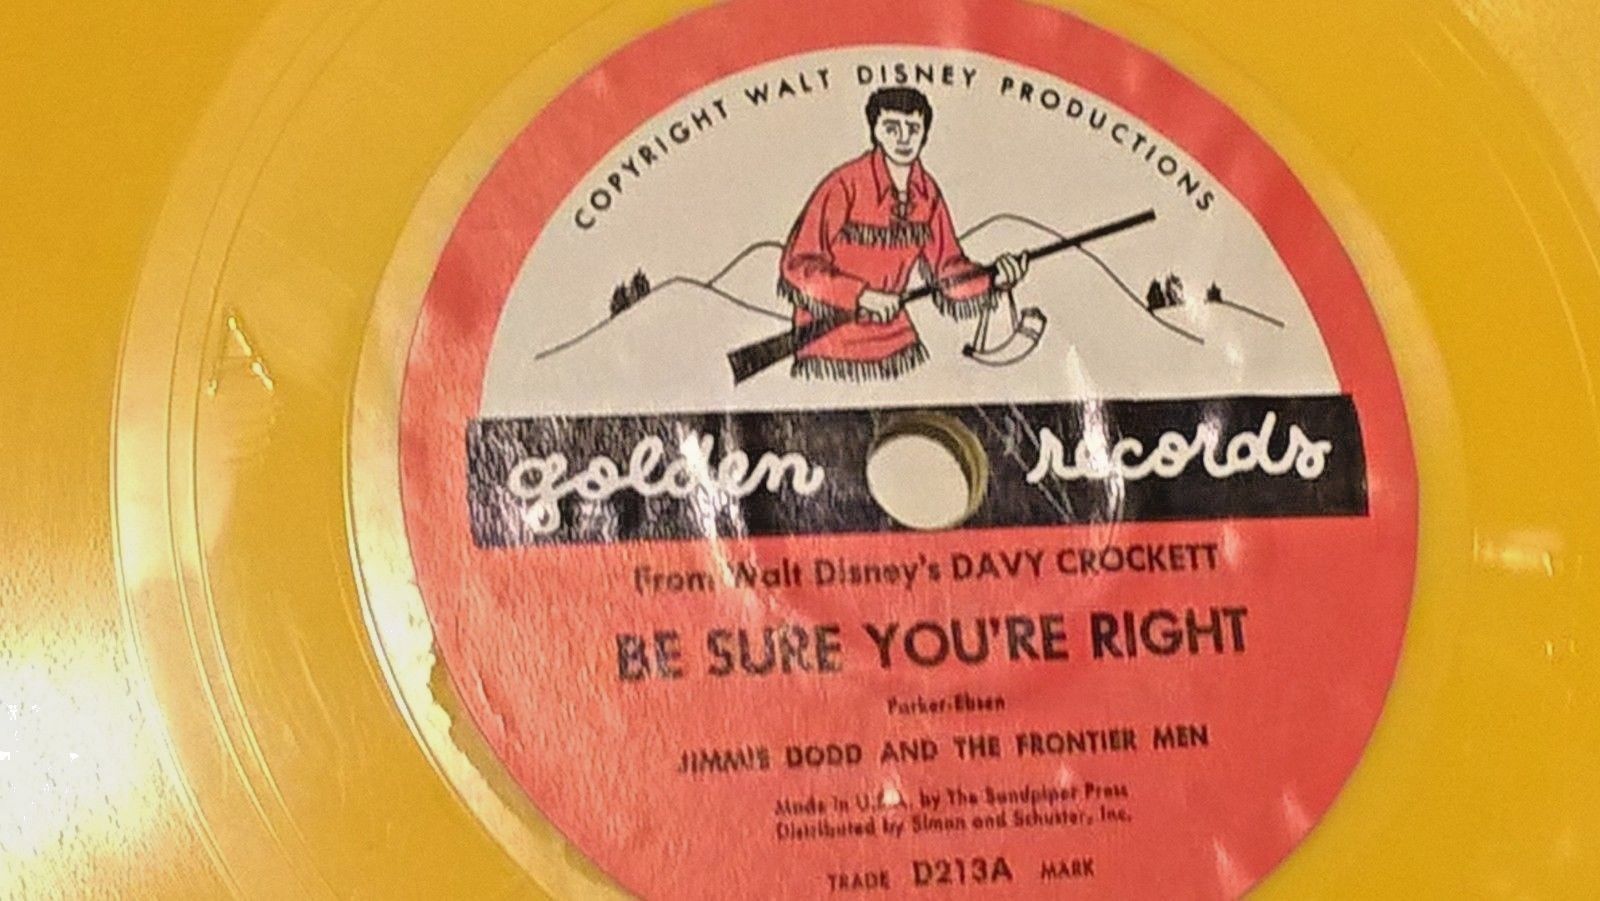 COPYRIGHT WALT DISNEY PRODUCTIONS
golden records
From Walt Disney's DAVY CROCKETT
BE SURE YOU'RE RIGHT
Parker-Ebsen
JIMMIE DODD AND THE FRONTIER MEN
Made in U.S.A. by The Sandpiper Press
Distributed by Simon and Schuster, Inc.
TRADE D213A MARK
A